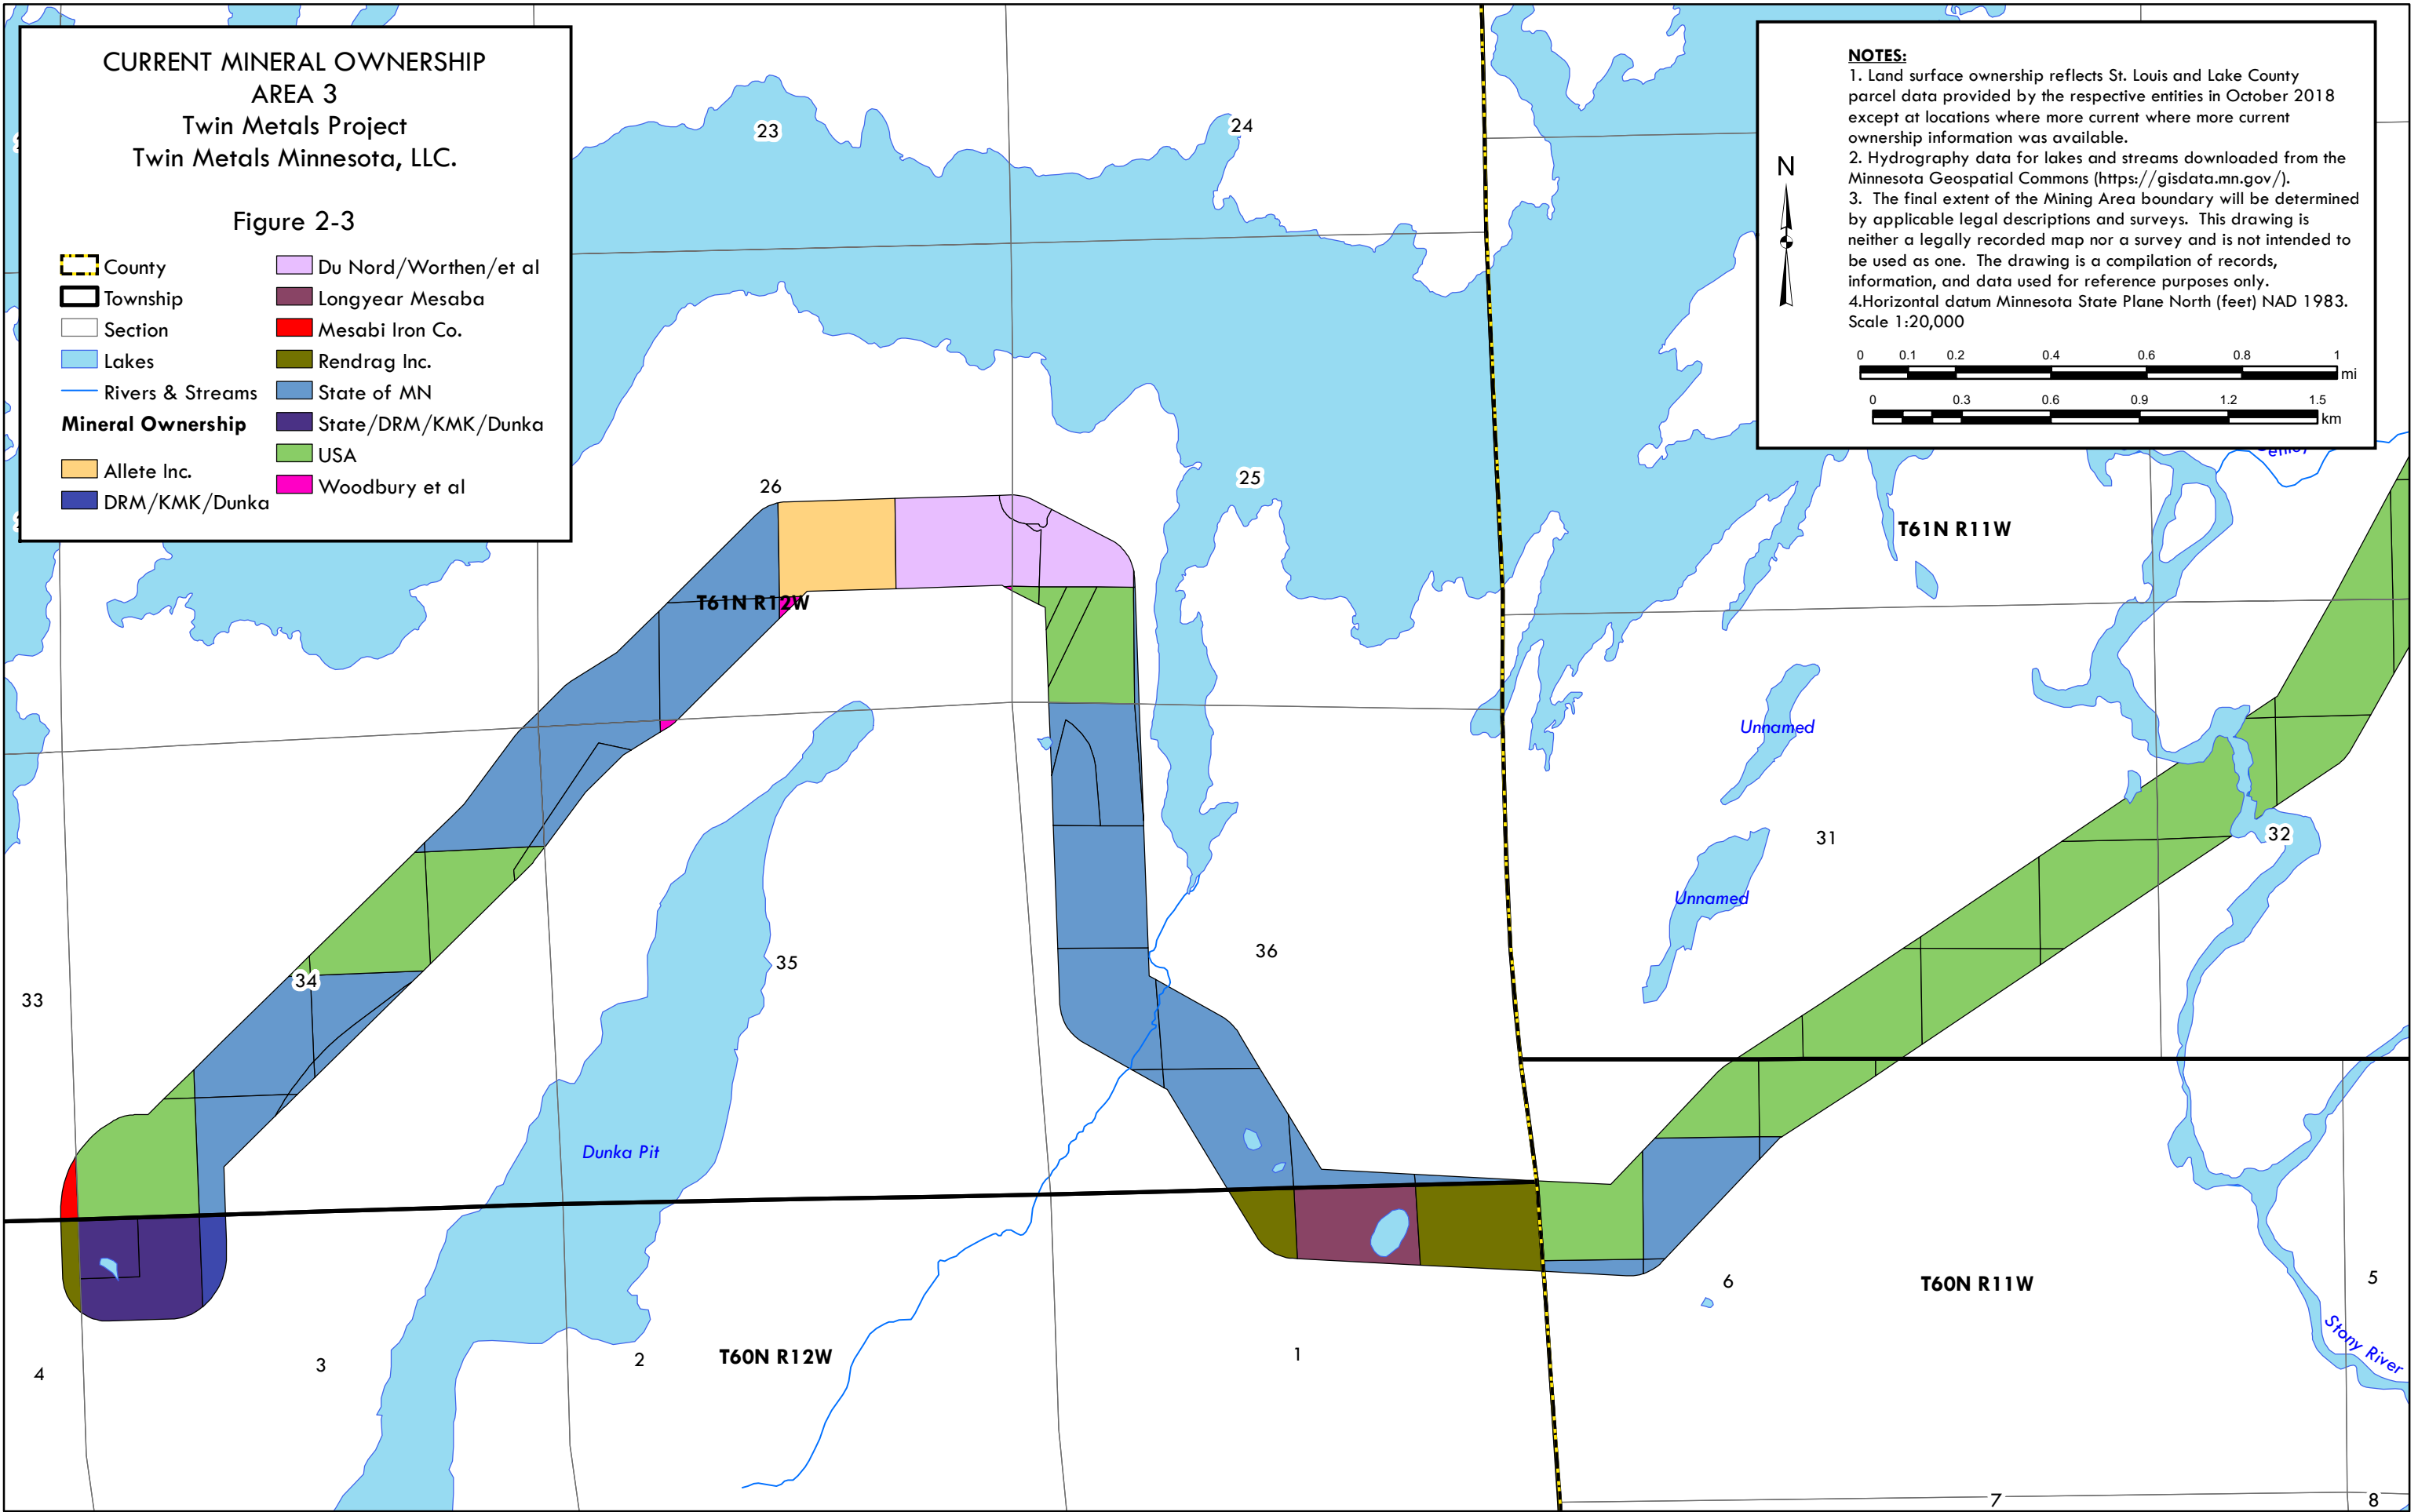 CURRENT MINERAL OWNERSHIP
AREA 3
Twin Metals Project
Twin Metals Minnesota, LLC.
Figure 2-3
County
Township
Section
Lakes
Rivers & Streams
Mineral Ownership
Allete Inc.
DRM/KMK/Dunka
Du Nord/Worthen/et al
Longyear Mesaba
Mesabi Iron Co.
Rendrag Inc.
State of MN
State/DRM/KMK/Dunka
USA
Woodbury et al
NOTES:
1. Land surface ownership reflects St. Louis and Lake County
parcel data provided by the respective entities in October 2018
except at locations where more current where more current
ownership information was available.
2. Hydrography data for lakes and streams downloaded from the
Minnesota Geospatial Commons (https://gisdata.mn.gov/).
3. The final extent of the Mining Area boundary will be determined
by applicable legal descriptions and surveys. This drawing is
neither a legally recorded map nor a survey and is not intended to
be used as one. The drawing is a compilation of records,
information, and data used for reference purposes only.
4.Horizontal datum Minnesota State Plane North (feet) NAD 1983.
Scale 1:20,000
N
0 0.1 0.2 0.4 0.6 0.8 1
mi
0 0.3 0.6 0.9 1.2 1.5
km
23
24
26
25
T61N R11W
T61N R12W
Unnamed
31
32
Unnamed
36
35
34
33
Dunka Pit
6
T60N R11W
5
Stony River
4
3
2
T60N R12W
1
7
8